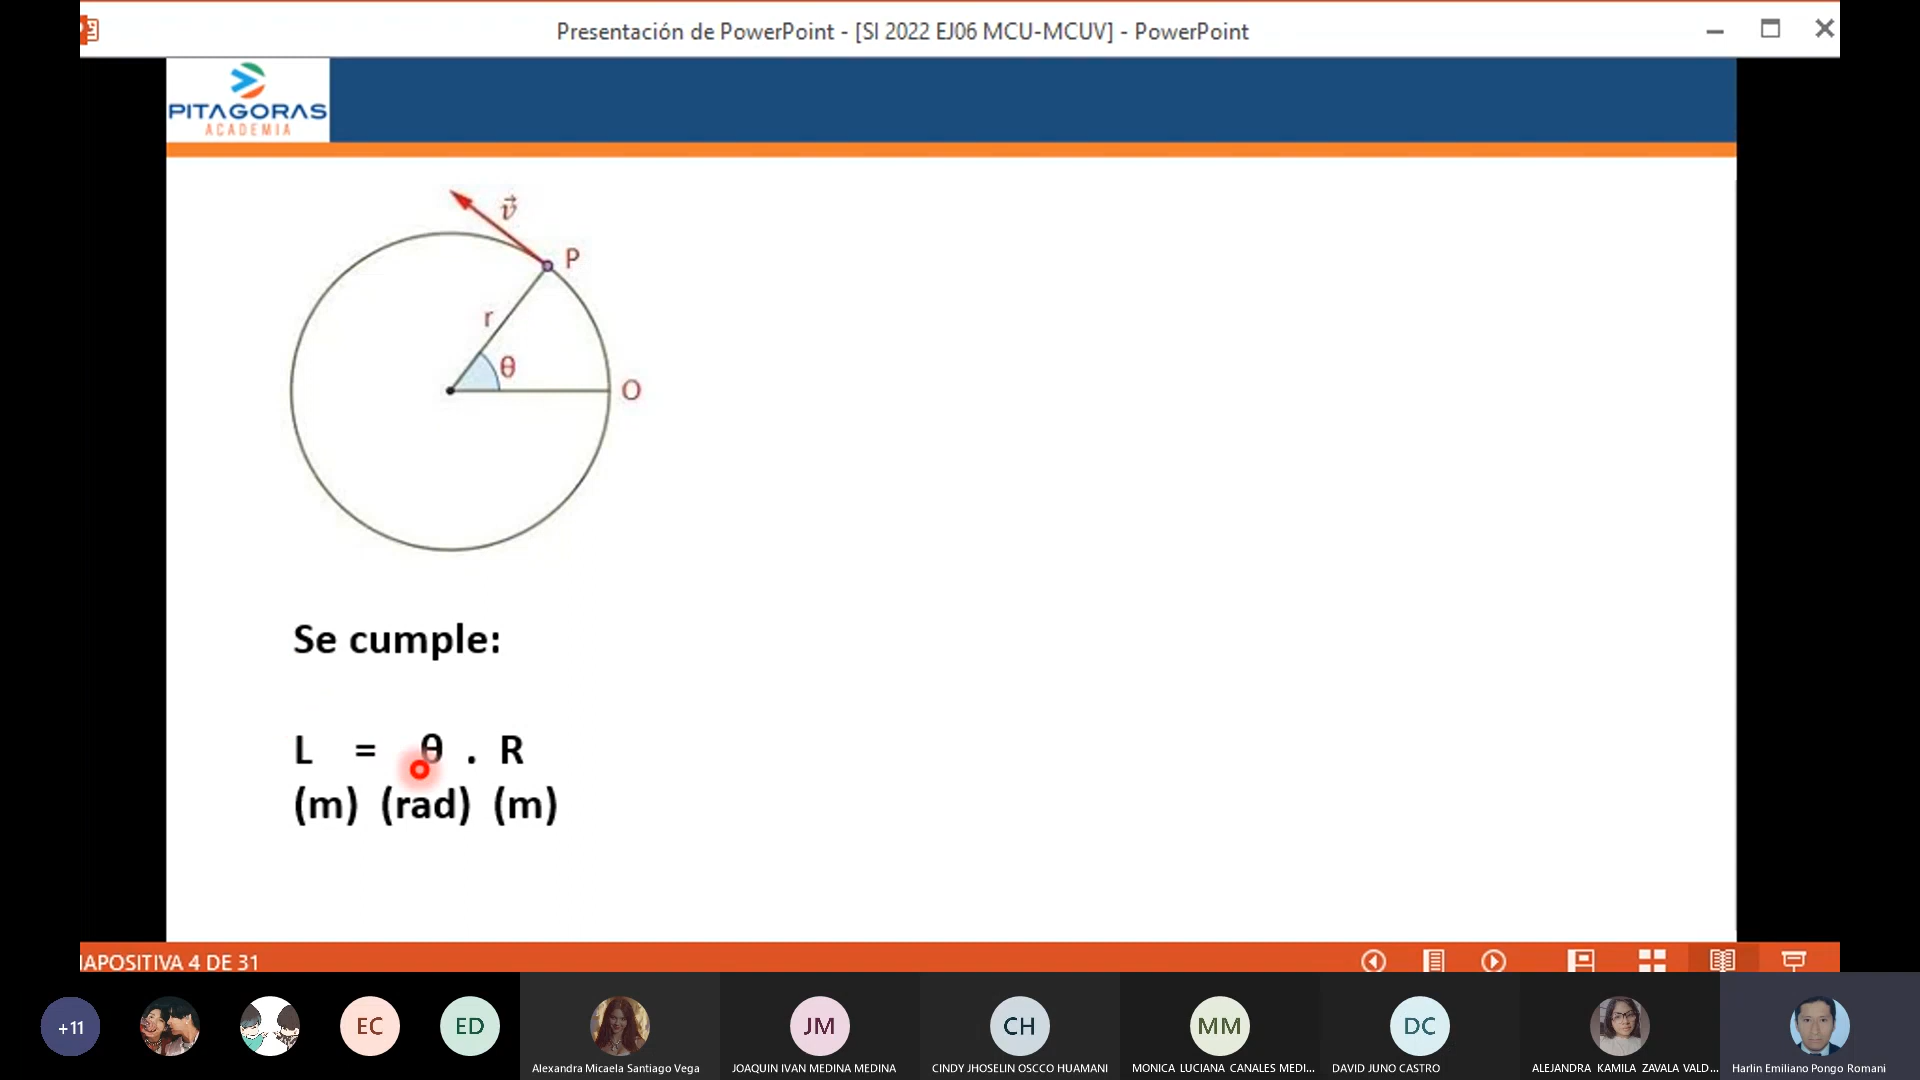 Presentación de PowerPoint - [SI 2022 EJ06 MCU-MCUV] - PowerPoint
PITAGORAS
ACADEMIA
v
P
r
θ
O
Se cumple:
L = θ . R
(m) (rad) (m)
IAPOSITIVA 4 DE 31
+11
EC
ED
JM
CH
MM
DC
Alexandra Micaela Santiago Vega
JOAQUIN IVAN MEDINA MEDINA
CINDY JHOSELIN OSCCO HUAMANI
MONICA LUCIANA CANALES MEDI...
DAVID JUNO CASTRO
ALEJANDRA KAMILA ZAVALA VALD...
Harlin Emiliano Pongo Romani